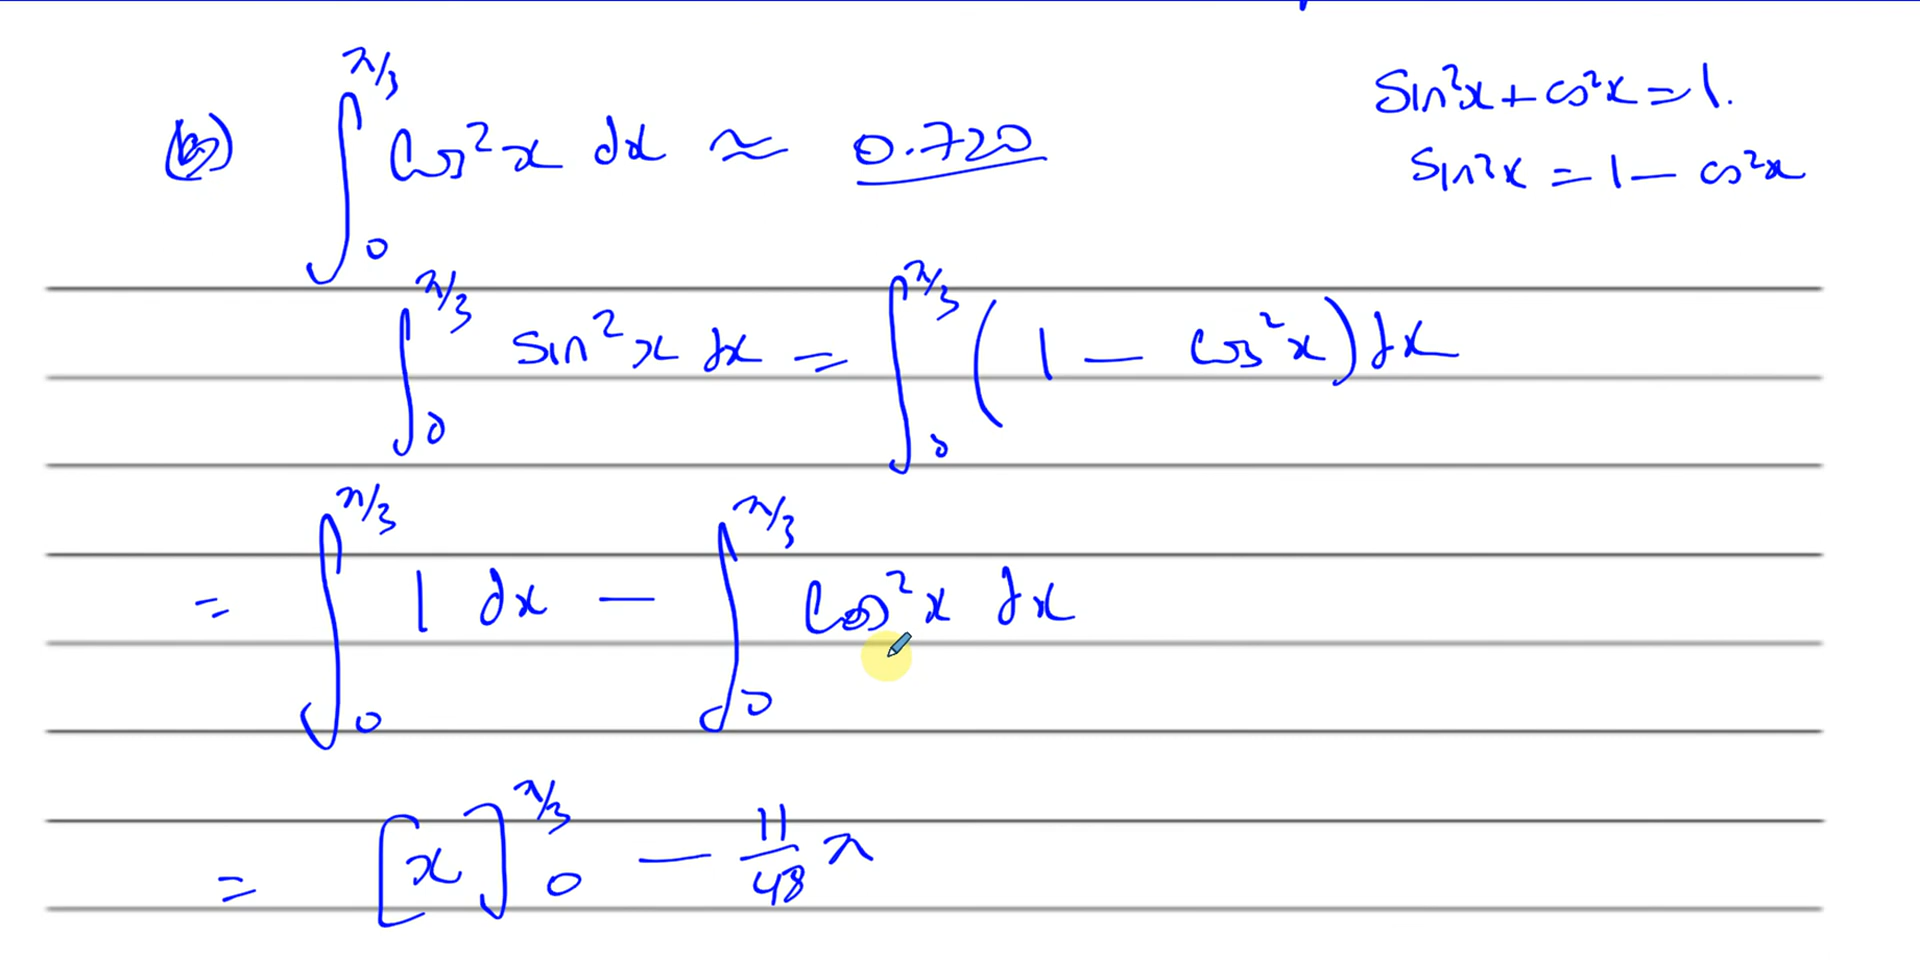 (b) ∫₀^{π/3} cos²x dx ≈ 0.720
sin²x + cos²x = 1.
sin²x = 1 − cos²x
∫₀^{π/3} sin²x dx = ∫₀^{π/3} (1 − cos²x) dx
= ∫₀^{π/3} 1 dx − ∫₀^{π/3} cos²x dx
= [x]₀^{π/3} − 11/48 π